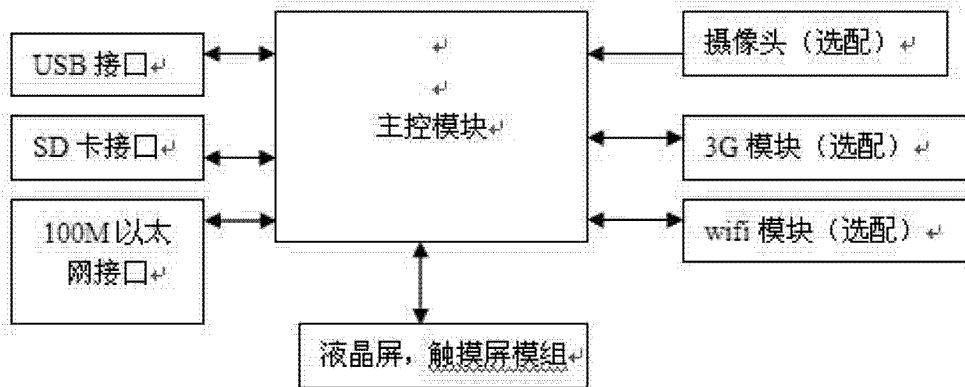 USB 接口
SD 卡接口
100M 以太
网接口
主控模块
摄像头（选配）
3G 模块（选配）
wifi 模块（选配）
液晶屏，触摸屏模组